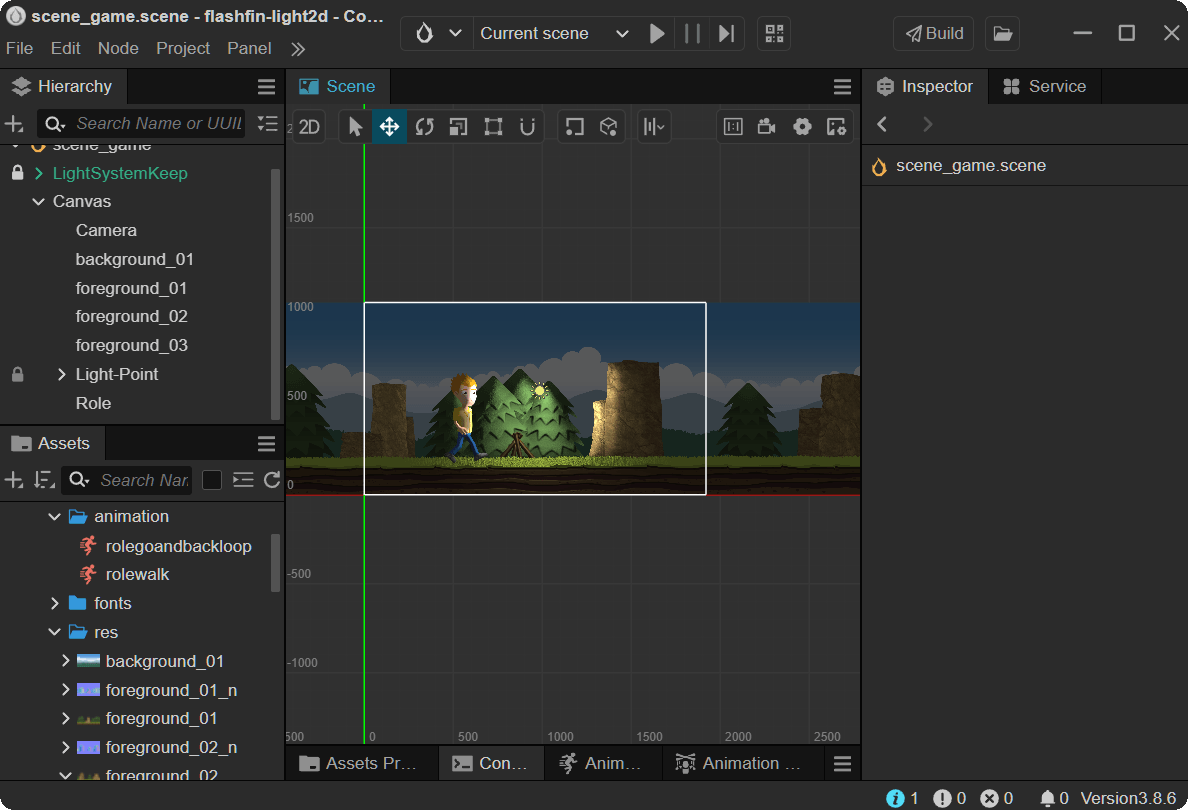 scene_game.scene - flashfin-light2d - Co...
File Edit Node Project Panel
Current scene
Build
Hierarchy
Search Name or UUIL
scene_game
LightSystemKeep
Canvas
Camera
background_01
foreground_01
foreground_02
foreground_03
Light-Point
Role
Assets
Search Nar
animation
rolegoandbackloop
rolewalk
fonts
res
background_01
foreground_01_n
foreground_01
foreground_02_n
foreground_02
Scene
2D
1500
1000
500
0
-500
-1000
500 0 500 1000 1500 2000 2500
Assets Pr... Con... Anim... Animation ...
Inspector Service
scene_game.scene
1 0 0 0 Version3.8.6